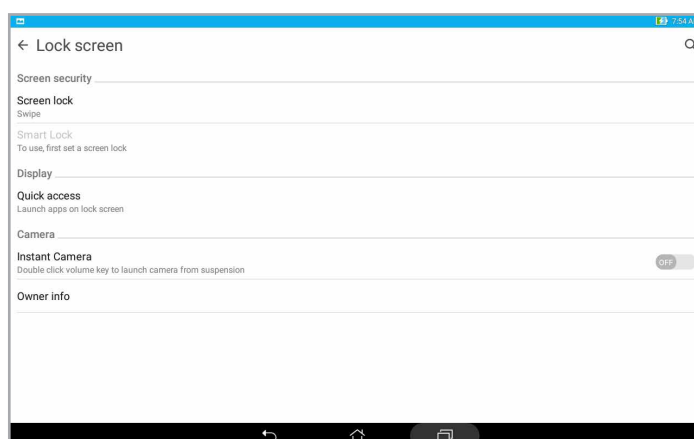 7:54 A
Lock screen
Screen security
Screen lock
Swipe
Smart Lock
To use, first set a screen lock
Display
Quick access
Launch apps on lock screen
Camera
Instant Camera
Double click volume key to launch camera from suspension
OFF
Owner info